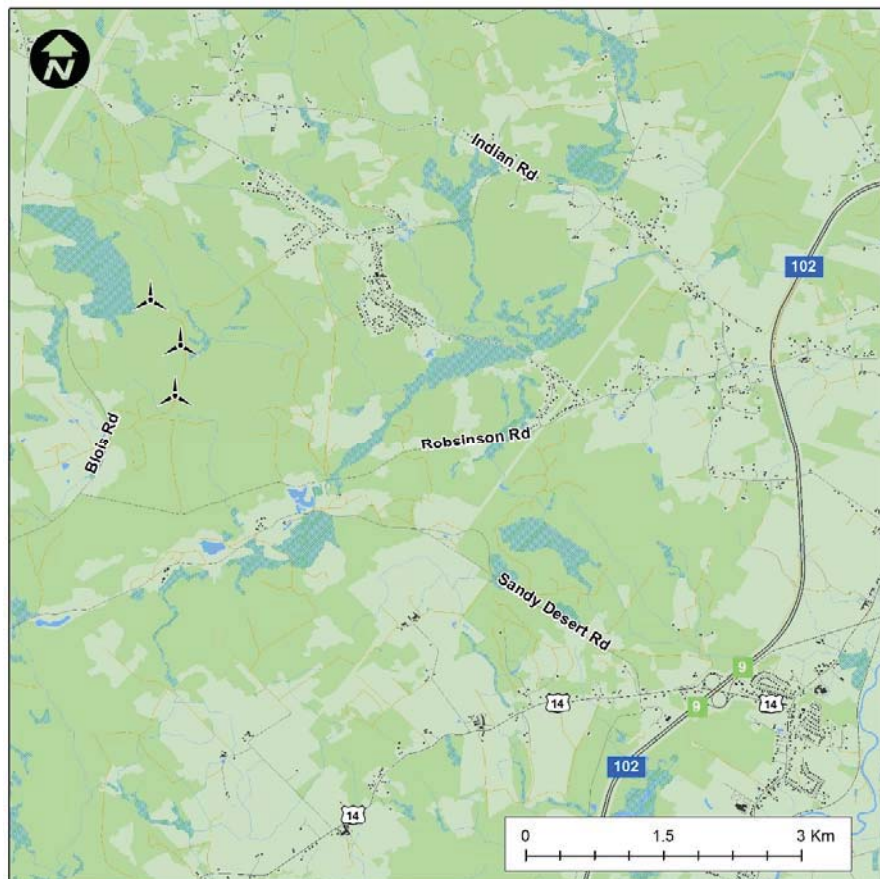 N
Indian Rd
102
Blois Rd
Robsinson Rd
Sandy Desert Rd
9
14
9
14
102
14
0 1.5 3 Km